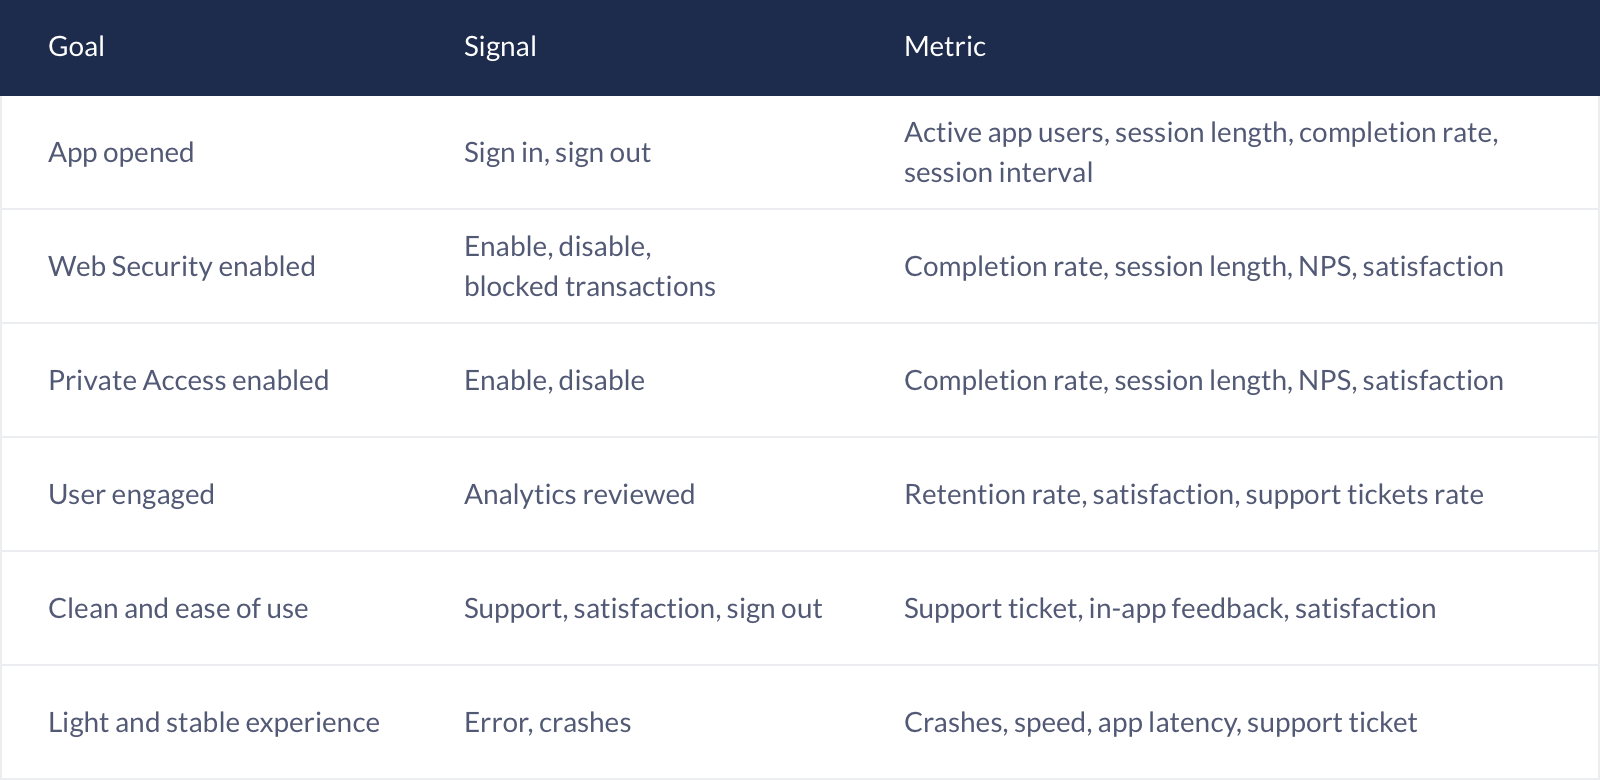 Goal
Signal
Metric
App opened
Sign in, sign out
Active app users, session length, completion rate,
session interval
Web Security enabled
Enable, disable,
blocked transactions
Completion rate, session length, NPS, satisfaction
Private Access enabled
Enable, disable
Completion rate, session length, NPS, satisfaction
User engaged
Analytics reviewed
Retention rate, satisfaction, support tickets rate
Clean and ease of use
Support, satisfaction, sign out
Support ticket, in-app feedback, satisfaction
Light and stable experience
Error, crashes
Crashes, speed, app latency, support ticket